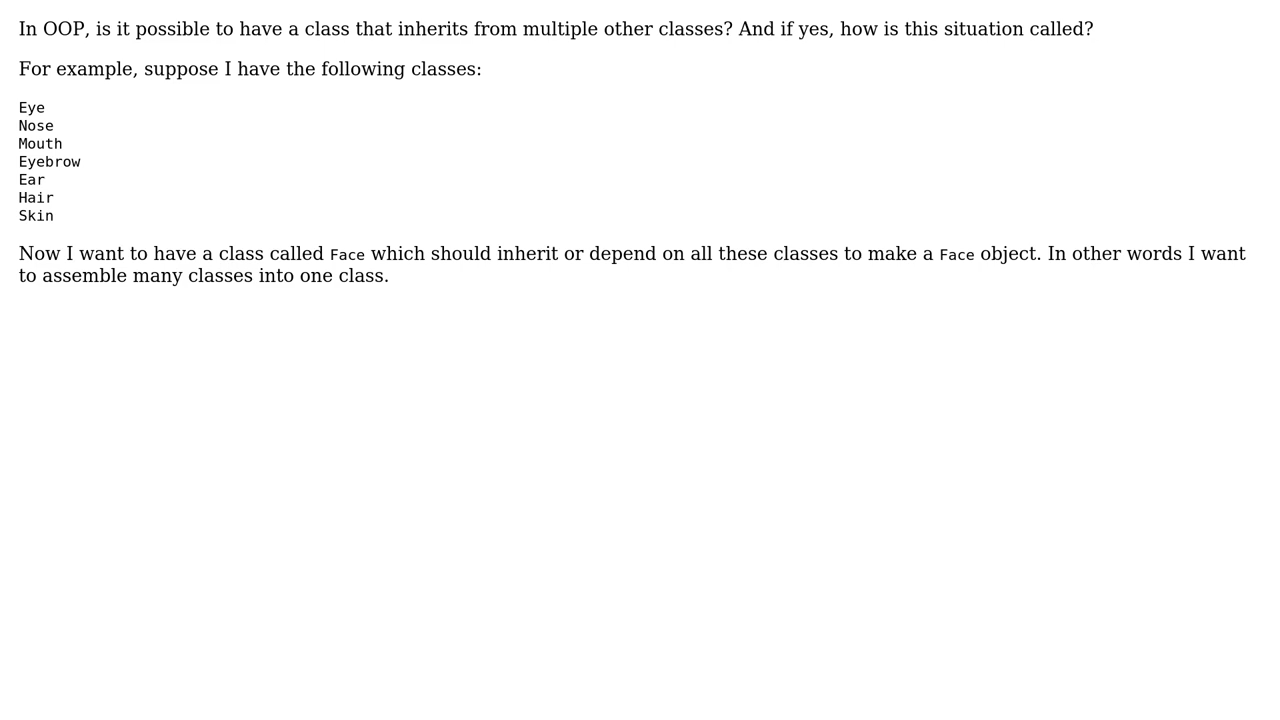 In OOP, is it possible to have a class that inherits from multiple other classes? And if yes, how is this situation called?
For example, suppose I have the following classes:
Eye
Nose
Mouth
Eyebrow
Ear
Hair
Skin
Now I want to have a class called Face which should inherit or depend on all these classes to make a Face object. In other words I want
to assemble many classes into one class.